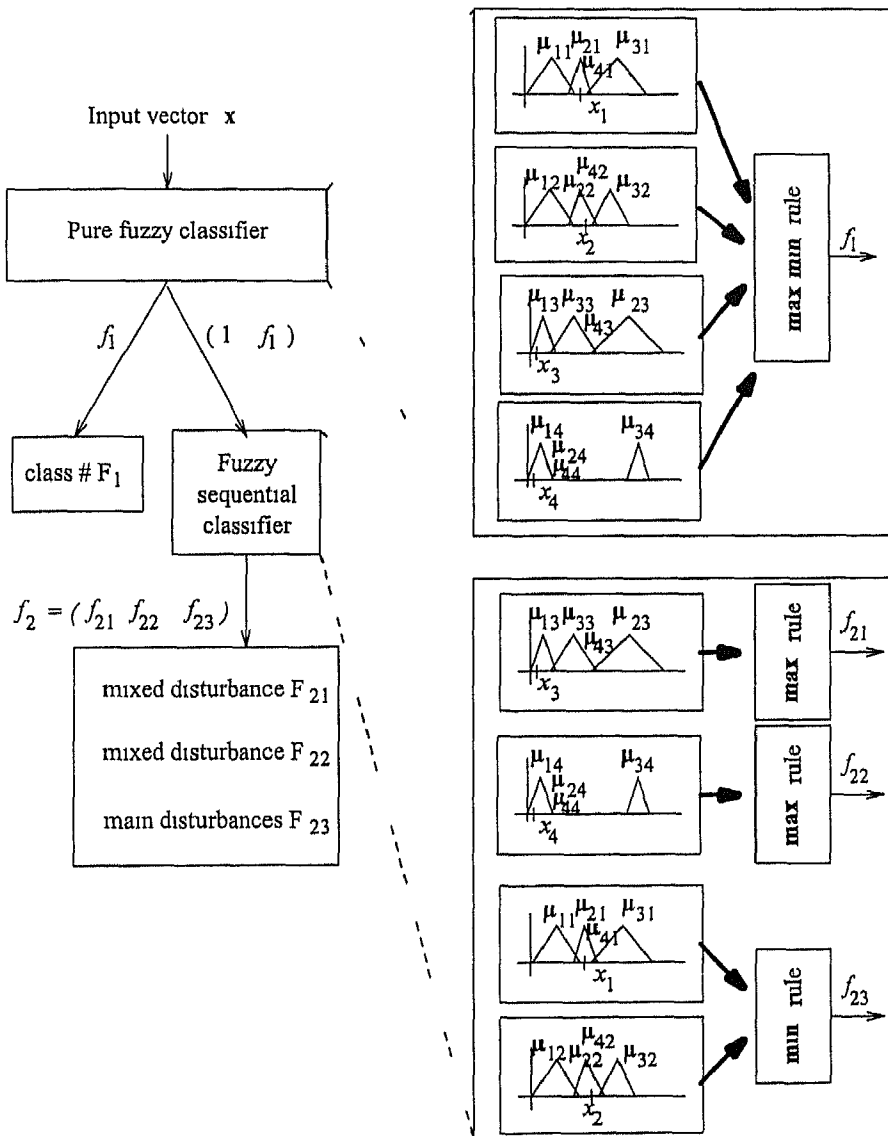 Input vector x
Pure fuzzy classifier
f1
(1 f1)
class # F1
Fuzzy
sequential
classifier
f2 = (f21 f22 f23)
mixed disturbance F21
mixed disturbance F22
main disturbances F23
μ11 μ21 μ41 μ31
x1
μ12 μ22 μ42 μ32
x2
μ13 μ33 μ43 μ23
x3
μ14 μ24 μ44 μ34
x4
max min rule
f1
μ13 μ33 μ43 μ23
x3
max rule
f21
μ14 μ24 μ44 μ34
x4
max rule
f22
μ11 μ21 μ41 μ31
x1
μ12 μ22 μ42 μ32
x2
min rule
f23